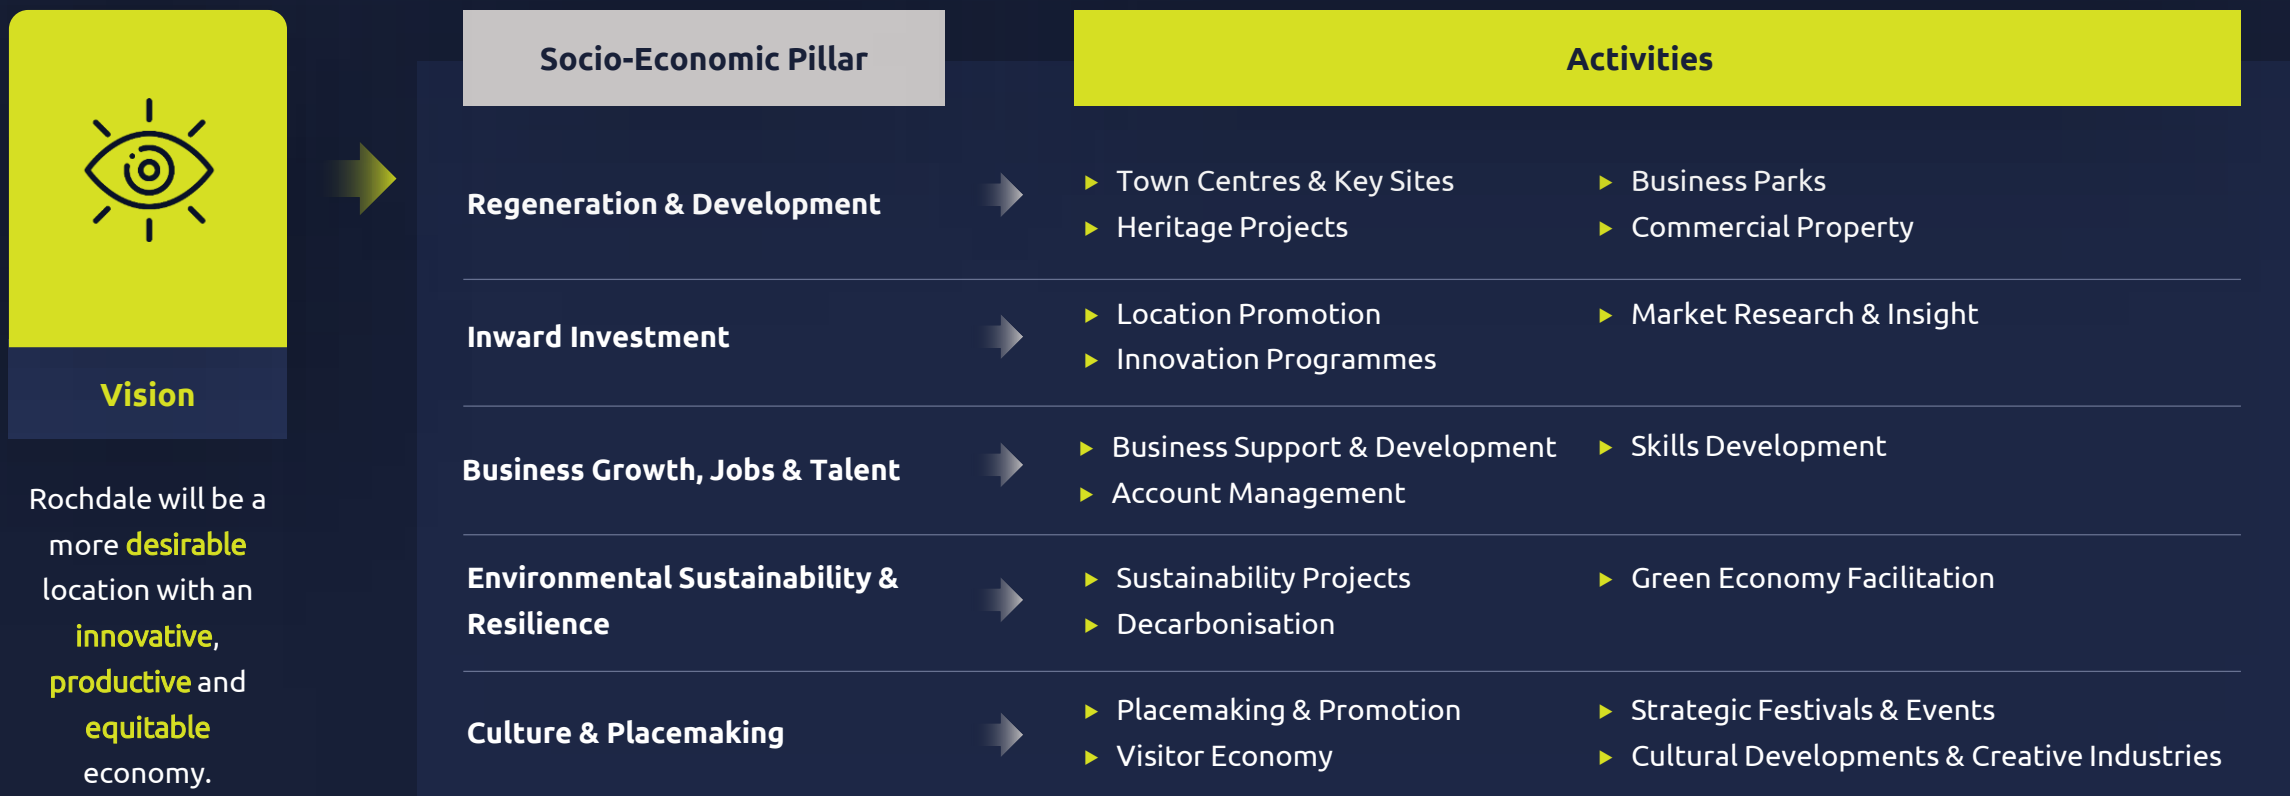 Vision
Rochdale will be a
more desirable
location with an
innovative,
productive and
equitable
economy.
Socio-Economic Pillar
Activities
Regeneration & Development
Town Centres & Key Sites
Heritage Projects
Business Parks
Commercial Property
Inward Investment
Location Promotion
Innovation Programmes
Market Research & Insight
Business Growth, Jobs & Talent
Business Support & Development
Account Management
Skills Development
Environmental Sustainability &
Resilience
Sustainability Projects
Decarbonisation
Green Economy Facilitation
Culture & Placemaking
Placemaking & Promotion
Visitor Economy
Strategic Festivals & Events
Cultural Developments & Creative Industries